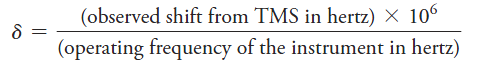 δ = (observed shift from TMS in hertz) × 10⁶
(operating frequency of the instrument in hertz)